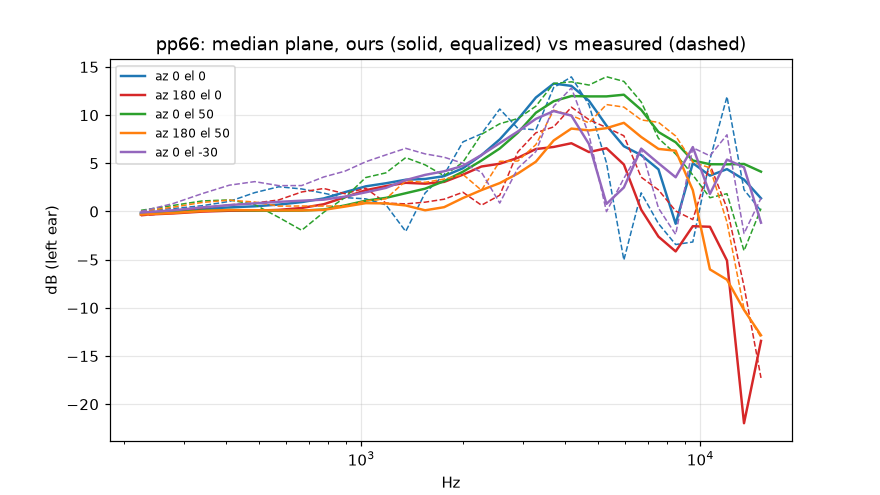 pp66: median plane, ours (solid, equalized) vs measured (dashed)
15
10
5
0
−5
−10
−15
−20
dB (left ear)
az 0 el 0
az 180 el 0
az 0 el 50
az 180 el 50
az 0 el -30
10³
10⁴
Hz